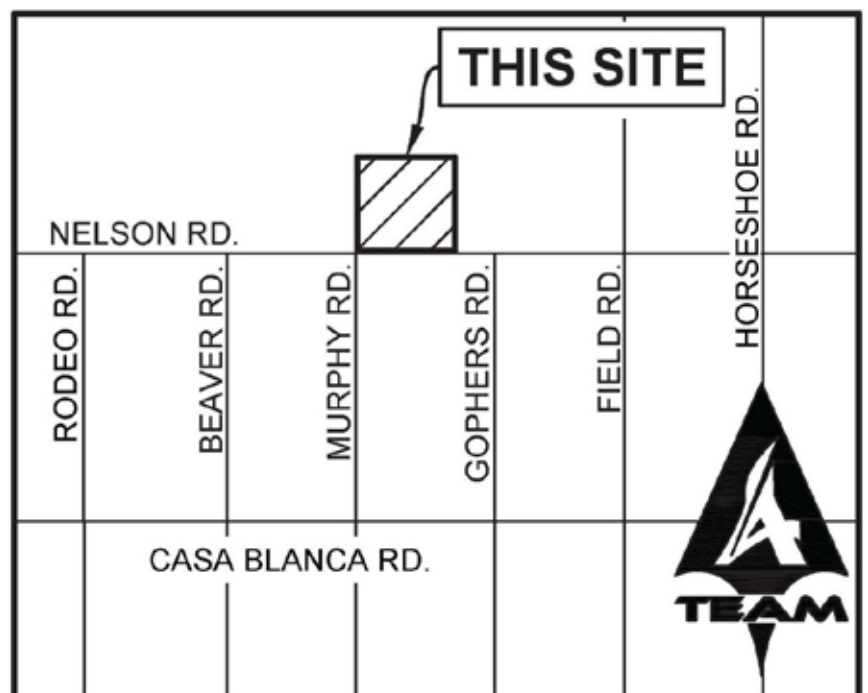 THIS SITE
HORSESHOE RD.
NELSON RD.
RODEO RD.
BEAVER RD.
MURPHY RD.
GOPHERS RD.
FIELD RD.
CASA BLANCA RD.
A
TEAM